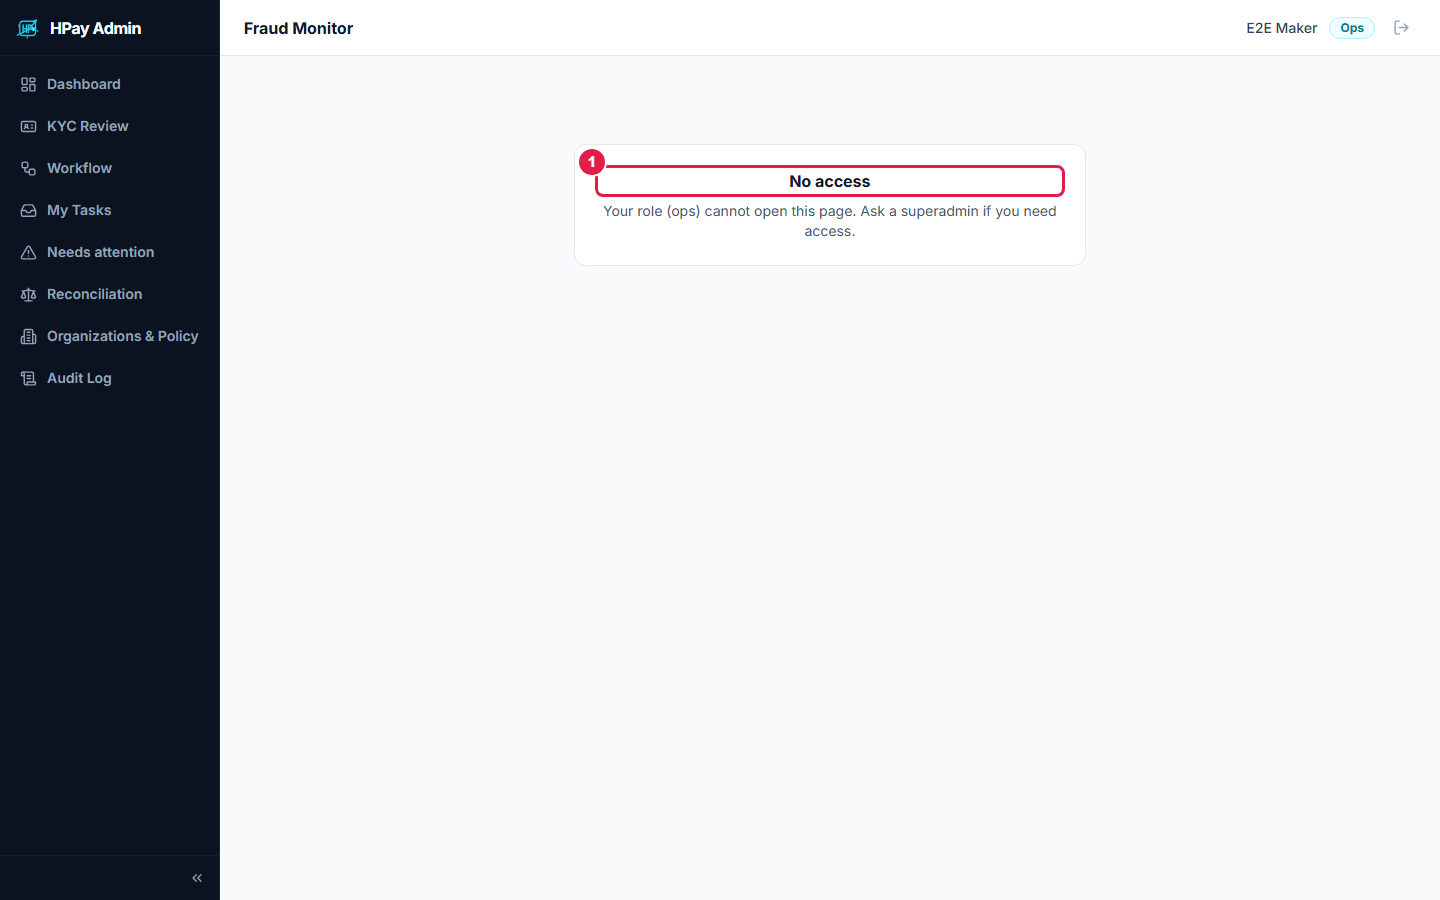 HPay Admin
Fraud Monitor
E2E Maker
Ops
Dashboard
KYC Review
Workflow
My Tasks
Needs attention
Reconciliation
Organizations & Policy
Audit Log
1
No access
Your role (ops) cannot open this page. Ask a superadmin if you need
access.